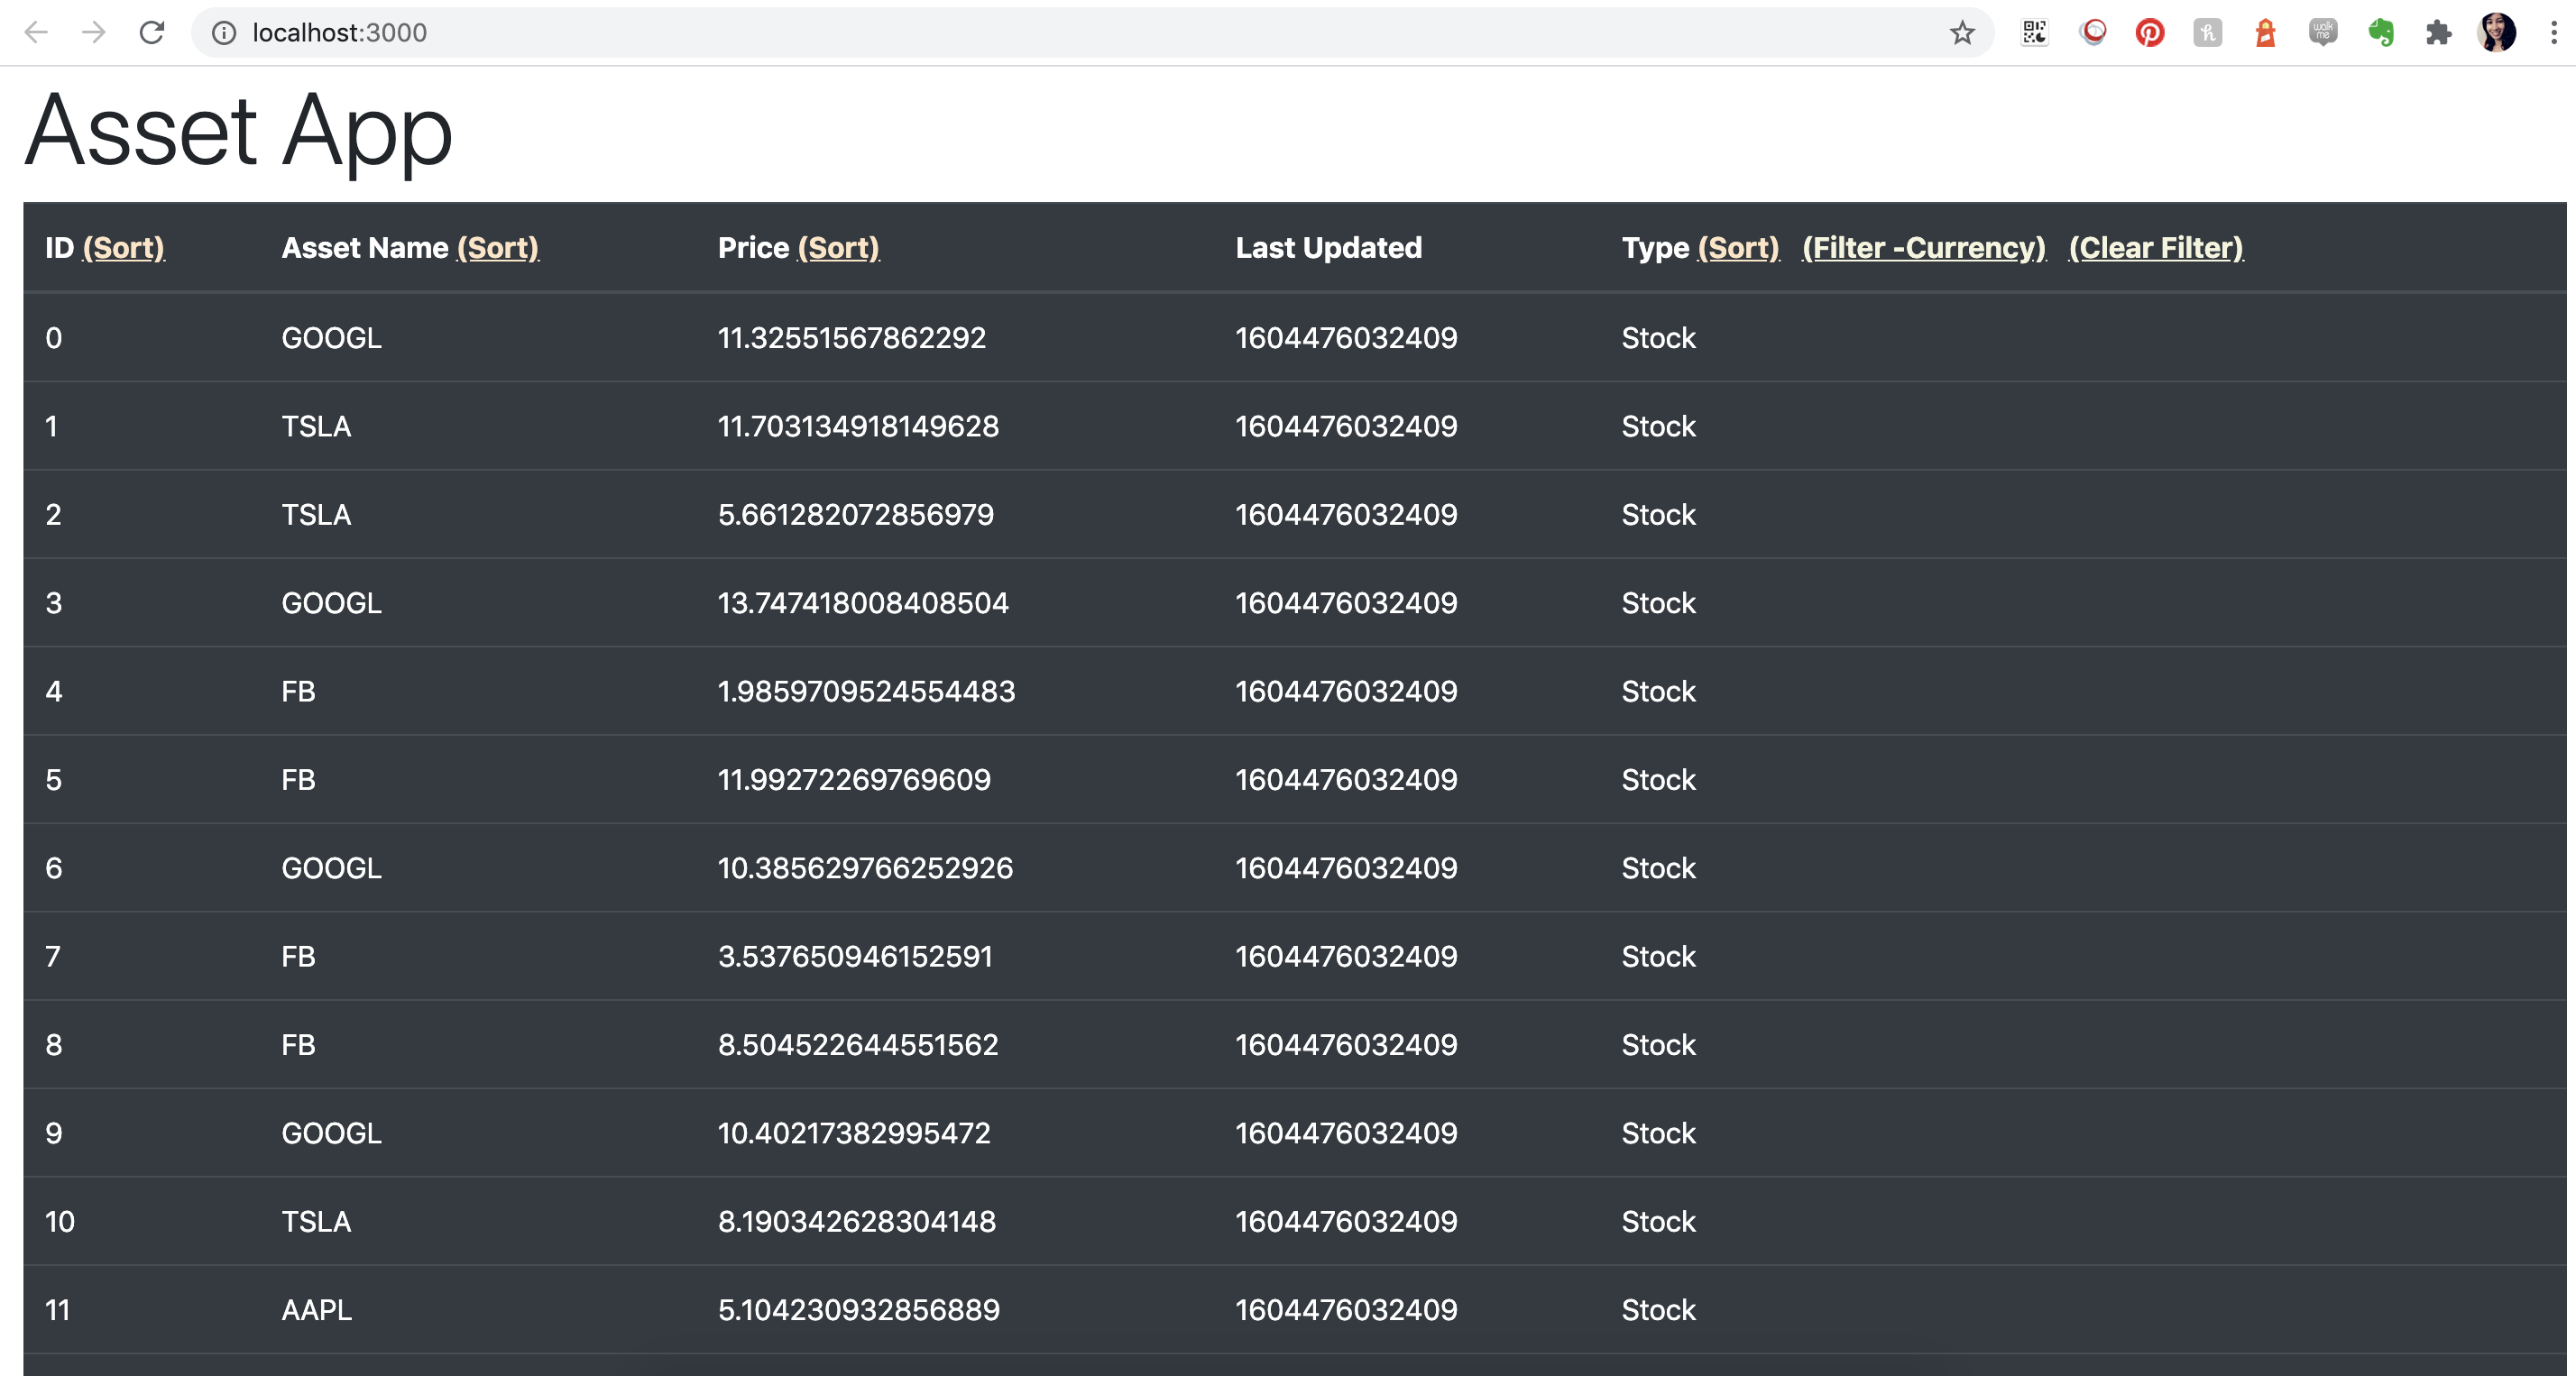 localhost:3000
walk me
Asset App
ID (Sort) Asset Name (Sort) Price (Sort) Last Updated Type (Sort) (Filter -Currency) (Clear Filter)
0 GOOGL 11.32551567862292 1604476032409 Stock
1 TSLA 11.703134918149628 1604476032409 Stock
2 TSLA 5.661282072856979 1604476032409 Stock
3 GOOGL 13.747418008408504 1604476032409 Stock
4 FB 1.9859709524554483 1604476032409 Stock
5 FB 11.99272269769609 1604476032409 Stock
6 GOOGL 10.385629766252926 1604476032409 Stock
7 FB 3.537650946152591 1604476032409 Stock
8 FB 8.504522644551562 1604476032409 Stock
9 GOOGL 10.40217382995472 1604476032409 Stock
10 TSLA 8.190342628304148 1604476032409 Stock
11 AAPL 5.104230932856889 1604476032409 Stock